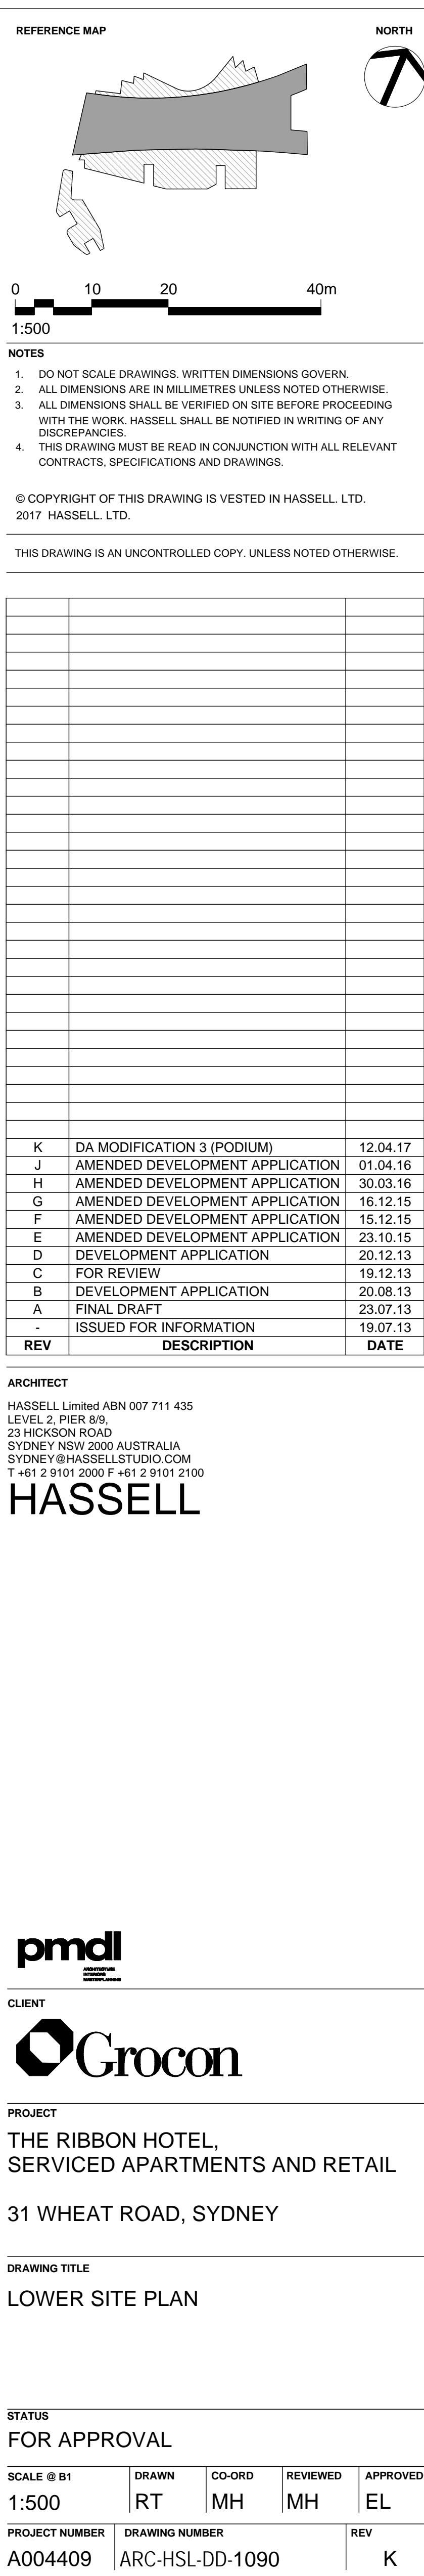 REFERENCE MAP
NORTH
0 10 20 40m
1:500
NOTES
1. DO NOT SCALE DRAWINGS. WRITTEN DIMENSIONS GOVERN.
2. ALL DIMENSIONS ARE IN MILLIMETRES UNLESS NOTED OTHERWISE.
3. ALL DIMENSIONS SHALL BE VERIFIED ON SITE BEFORE PROCEEDING
WITH THE WORK. HASSELL SHALL BE NOTIFIED IN WRITING OF ANY
DISCREPANCIES.
4. THIS DRAWING MUST BE READ IN CONJUNCTION WITH ALL RELEVANT
CONTRACTS, SPECIFICATIONS AND DRAWINGS.
© COPYRIGHT OF THIS DRAWING IS VESTED IN HASSELL. LTD.
2017 HASSELL. LTD.
THIS DRAWING IS AN UNCONTROLLED COPY. UNLESS NOTED OTHERWISE.
K DA MODIFICATION 3 (PODIUM) 12.04.17
J AMENDED DEVELOPMENT APPLICATION 01.04.16
H AMENDED DEVELOPMENT APPLICATION 30.03.16
G AMENDED DEVELOPMENT APPLICATION 16.12.15
F AMENDED DEVELOPMENT APPLICATION 15.12.15
E AMENDED DEVELOPMENT APPLICATION 23.10.15
D DEVELOPMENT APPLICATION 20.12.13
C FOR REVIEW 19.12.13
B DEVELOPMENT APPLICATION 20.08.13
A FINAL DRAFT 23.07.13
- ISSUED FOR INFORMATION 19.07.13
REV DESCRIPTION DATE
ARCHITECT
HASSELL Limited ABN 007 711 435
LEVEL 2, PIER 8/9,
23 HICKSON ROAD
SYDNEY NSW 2000 AUSTRALIA
SYDNEY@HASSELLSTUDIO.COM
T +61 2 9101 2000 F +61 2 9101 2100
HASSELL
pmdl
ARCHITECTURE
INTERIORS
MASTERPLANNING
CLIENT
Grocon
PROJECT
THE RIBBON HOTEL,
SERVICED APARTMENTS AND RETAIL
31 WHEAT ROAD, SYDNEY
DRAWING TITLE
LOWER SITE PLAN
STATUS
FOR APPROVAL
SCALE @ B1 DRAWN CO-ORD REVIEWED APPROVED
1:500 RT MH MH EL
PROJECT NUMBER DRAWING NUMBER REV
A004409 ARC-HSL-DD-1090 K